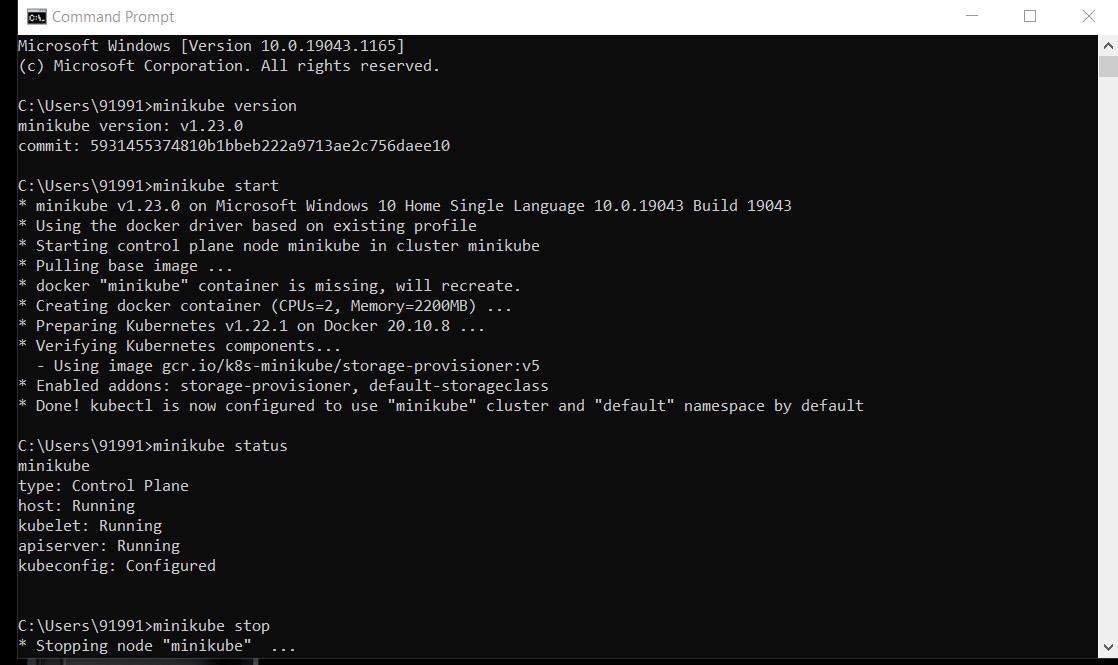 Command Prompt
Microsoft Windows [Version 10.0.19043.1165]
(c) Microsoft Corporation. All rights reserved.
C:\Users\91991>minikube version
minikube version: v1.23.0
commit: 5931455374810b1bbeb222a9713ae2c756daee10
C:\Users\91991>minikube start
* minikube v1.23.0 on Microsoft Windows 10 Home Single Language 10.0.19043 Build 19043
* Using the docker driver based on existing profile
* Starting control plane node minikube in cluster minikube
* Pulling base image ...
* docker "minikube" container is missing, will recreate.
* Creating docker container (CPUs=2, Memory=2200MB) ...
* Preparing Kubernetes v1.22.1 on Docker 20.10.8 ...
* Verifying Kubernetes components...
  - Using image gcr.io/k8s-minikube/storage-provisioner:v5
* Enabled addons: storage-provisioner, default-storageclass
* Done! kubectl is now configured to use "minikube" cluster and "default" namespace by default
C:\Users\91991>minikube status
minikube
type: Control Plane
host: Running
kubelet: Running
apiserver: Running
kubeconfig: Configured
C:\Users\91991>minikube stop
* Stopping node "minikube"  ...